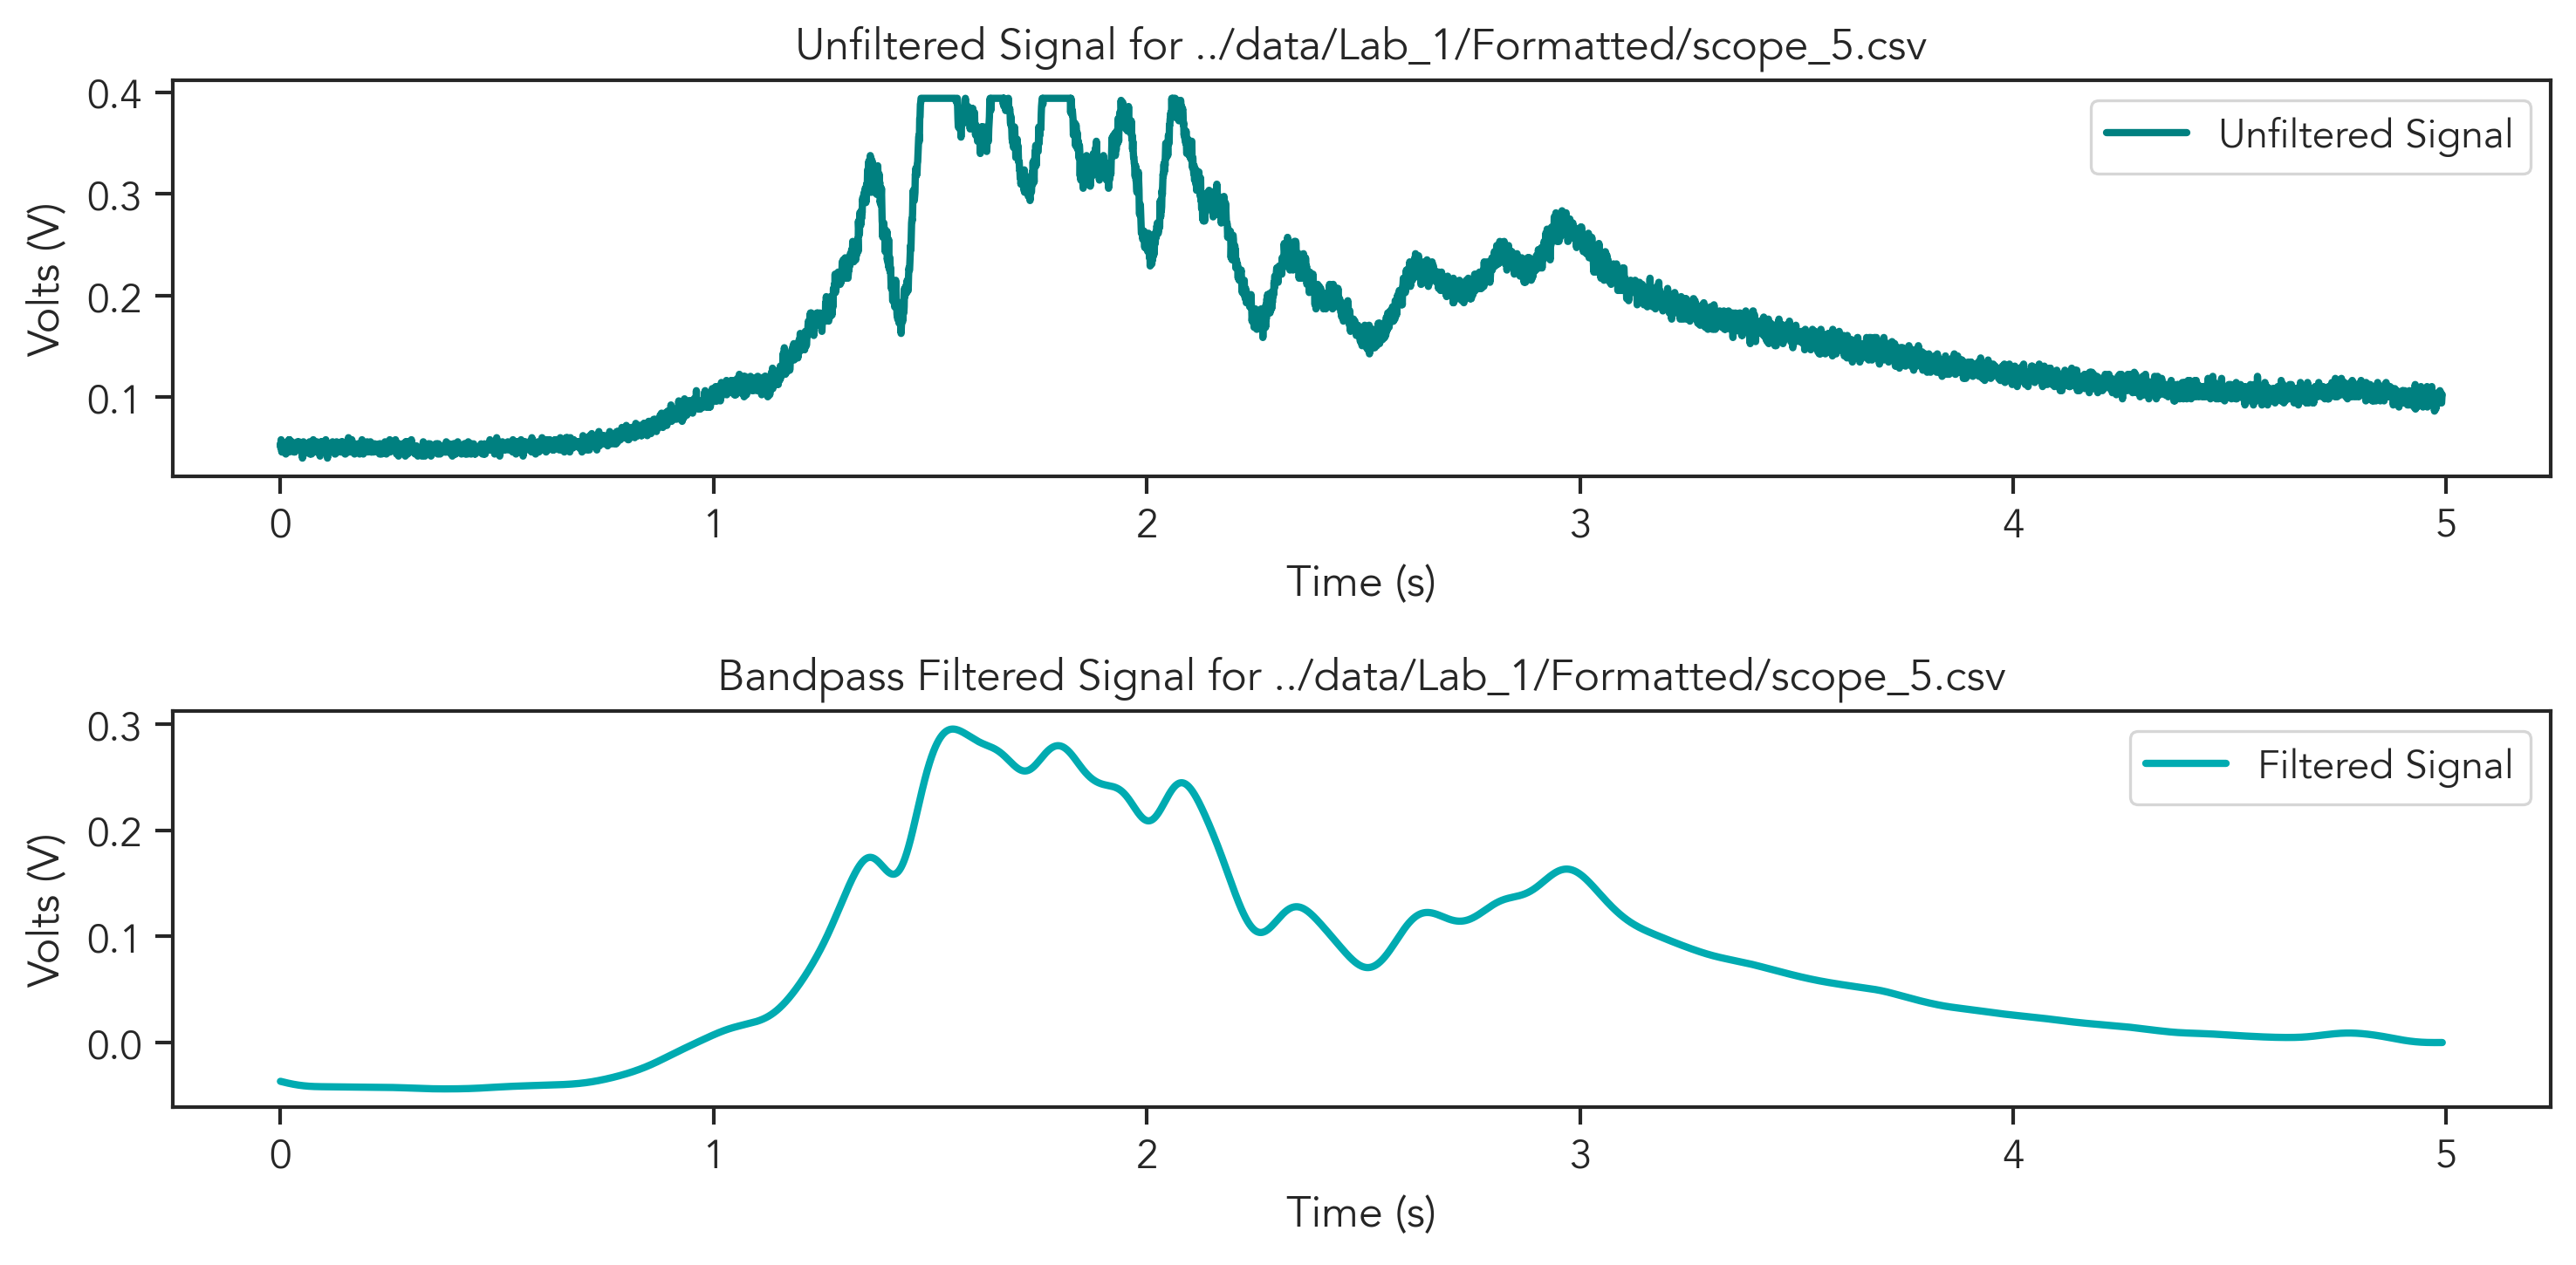 Unfiltered Signal for ../data/Lab_1/Formatted/scope_5.csv
0.4
0.3
0.2
0.1
Volts (V)
Unfiltered Signal
0 1 2 3 4 5
Time (s)
Bandpass Filtered Signal for ../data/Lab_1/Formatted/scope_5.csv
0.3
0.2
0.1
0.0
Volts (V)
Filtered Signal
0 1 2 3 4 5
Time (s)